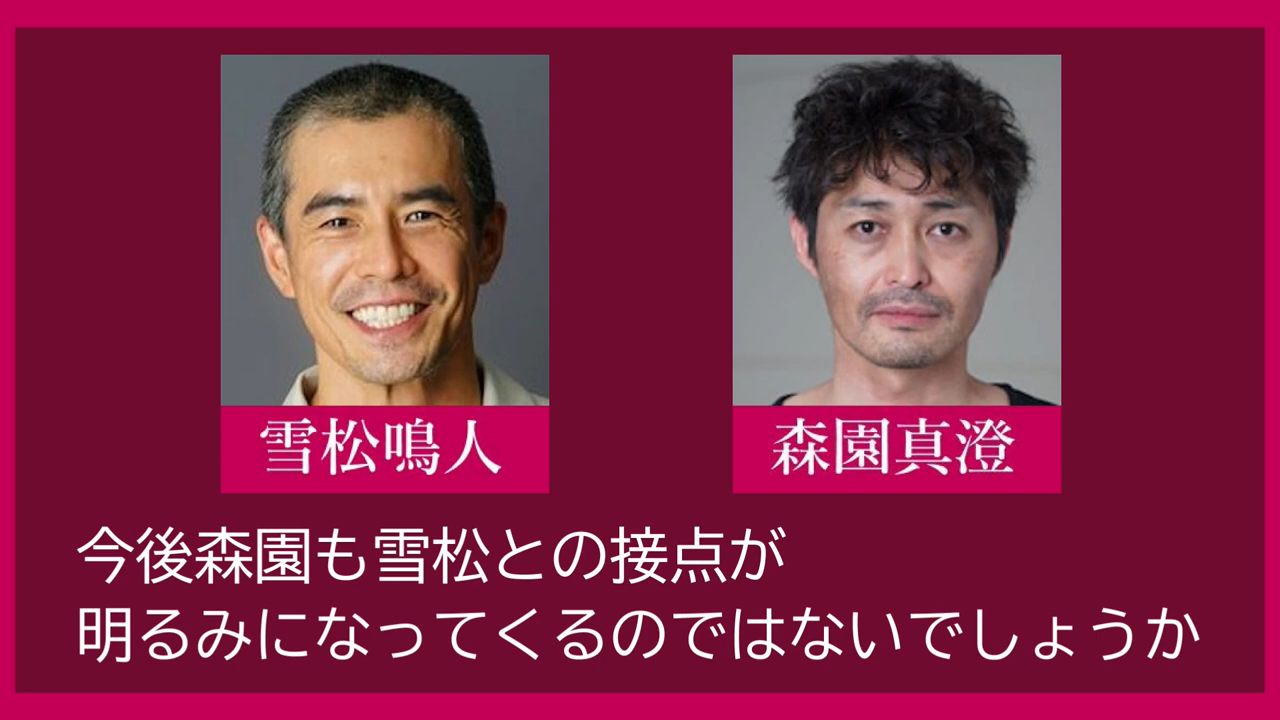 雪松鳴人
森園真澄
今後森園も雪松との接点が
明るみになってくるのではないでしょうか